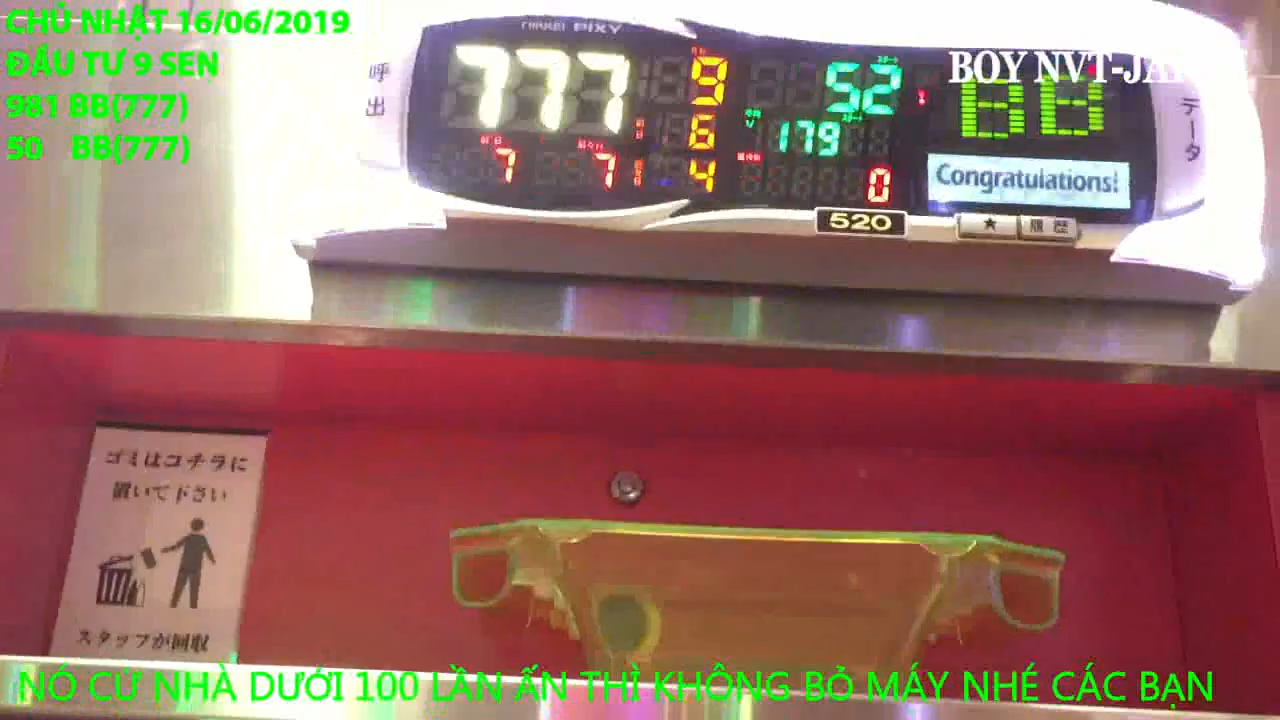 CHỦ NHẬT 16/06/2019
ĐẦU TƯ 9 SEN
981 BB(777)
50 BB(777)
BOY NVT-JA
PIXY
呼出
777
9
52
BB
6
179
7
7
4
0
Congratulations!
データ
520
★
履歴
ゴミはコチラに
置いて下さい
スタッフが回収
NÓ CỨ NHÀ DƯỚI 100 LẦN ẤN THÌ KHÔNG BỎ MÁY NHÉ CÁC BẠN